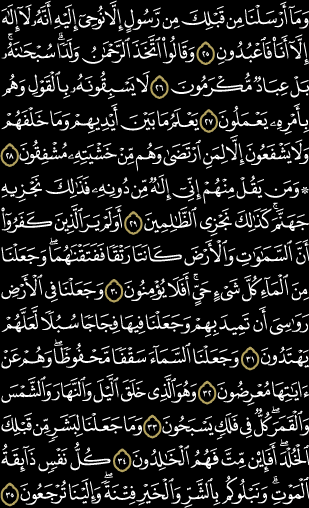 وَمَآ أَرۡسَلۡنَا مِن قَبۡلِكَ مِن رَّسُولٍ إِلَّا نُوحِيٓ إِلَيۡهِ أَنَّهُۥ لَآ إِلَٰهَ
إِلَّآ أَنَا۠ فَٱعۡبُدُونِ ٢٥ وَقَالُواْ ٱتَّخَذَ ٱلرَّحۡمَٰنُ وَلَدٗاۗ سُبۡحَٰنَهُۥۚ
بَلۡ عِبَادٞ مُّكۡرَمُونَ ٢٦ لَا يَسۡبِقُونَهُۥ بِٱلۡقَوۡلِ وَهُم
بِأَمۡرِهِۦ يَعۡمَلُونَ ٢٧ يَعۡلَمُ مَا بَيۡنَ أَيۡدِيهِمۡ وَمَا خَلۡفَهُمۡ
وَلَا يَشۡفَعُونَ إِلَّا لِمَنِ ٱرۡتَضَىٰ وَهُم مِّنۡ خَشۡيَتِهِۦ مُشۡفِقُونَ ٢٨
۞ وَمَن يَقُلۡ مِنۡهُمۡ إِنِّيٓ إِلَٰهٞ مِّن دُونِهِۦ فَذَٰلِكَ نَجۡزِيهِ
جَهَنَّمَۚ كَذَٰلِكَ نَجۡزِي ٱلظَّٰلِمِينَ ٢٩ أَوَلَمۡ يَرَ ٱلَّذِينَ كَفَرُوٓاْ
أَنَّ ٱلسَّمَٰوَٰتِ وَٱلۡأَرۡضَ كَانَتَا رَتۡقٗا فَفَتَقۡنَٰهُمَاۖ وَجَعَلۡنَا
مِنَ ٱلۡمَآءِ كُلَّ شَيۡءٍ حَيٍّۚ أَفَلَا يُؤۡمِنُونَ ٣٠ وَجَعَلۡنَا فِي ٱلۡأَرۡضِ
رَوَٰسِيَ أَن تَمِيدَ بِهِمۡ وَجَعَلۡنَا فِيهَا فِجَاجٗا سُبُلٗا لَّعَلَّهُمۡ
يَهۡتَدُونَ ٣١ وَجَعَلۡنَا ٱلسَّمَآءَ سَقۡفٗا مَّحۡفُوظٗاۖ وَهُمۡ عَنۡ
ءَايَٰتِهَا مُعۡرِضُونَ ٣٢ وَهُوَ ٱلَّذِي خَلَقَ ٱلَّيۡلَ وَٱلنَّهَارَ وَٱلشَّمۡسَ
وَٱلۡقَمَرَۖ كُلّٞ فِي فَلَكٖ يَسۡبَحُونَ ٣٣ وَمَا جَعَلۡنَا لِبَشَرٖ مِّن قَبۡلِكَ
ٱلۡخُلۡدَۖ أَفَإِيْن مِّتَّ فَهُمُ ٱلۡخَٰلِدُونَ ٣٤ كُلُّ نَفۡسٖ ذَآئِقَةُ
ٱلۡمَوۡتِۗ وَنَبۡلُوكُم بِٱلشَّرِّ وَٱلۡخَيۡرِ فِتۡنَةٗۖ وَإِلَيۡنَا تُرۡجَعُونَ ٣٥